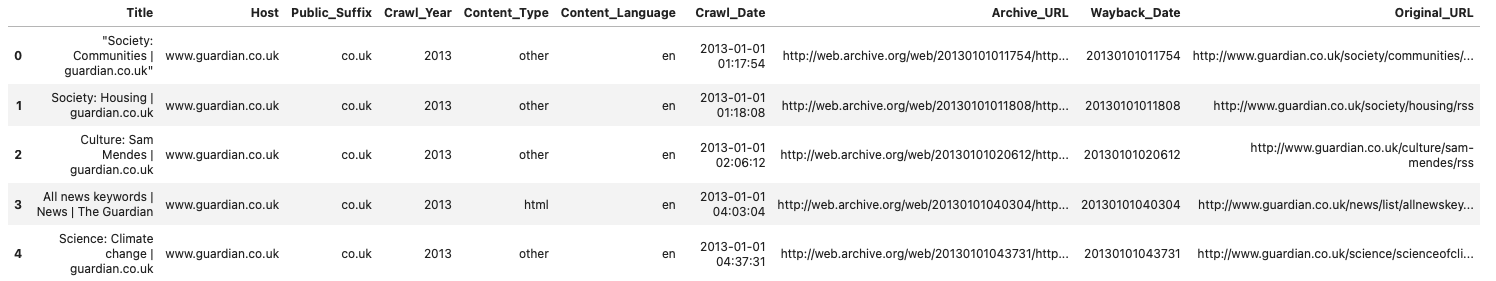 Title Host Public_Suffix Crawl_Year Content_Type Content_Language Crawl_Date Archive_URL Wayback_Date Original_URL
0 "Society: Communities | guardian.co.uk" www.guardian.co.uk co.uk 2013 other en 2013-01-01 01:17:54 http://web.archive.org/web/20130101011754/http... 20130101011754 http://www.guardian.co.uk/society/communities/...
1 Society: Housing | guardian.co.uk www.guardian.co.uk co.uk 2013 other en 2013-01-01 01:18:08 http://web.archive.org/web/20130101011808/http... 20130101011808 http://www.guardian.co.uk/society/housing/rss
2 Culture: Sam Mendes | guardian.co.uk www.guardian.co.uk co.uk 2013 other en 2013-01-01 02:06:12 http://web.archive.org/web/20130101020612/http... 20130101020612 http://www.guardian.co.uk/culture/sam-mendes/rss
3 All news keywords | News | The Guardian www.guardian.co.uk co.uk 2013 html en 2013-01-01 04:03:04 http://web.archive.org/web/20130101040304/http... 20130101040304 http://www.guardian.co.uk/news/list/allnewskey...
4 Science: Climate change | guardian.co.uk www.guardian.co.uk co.uk 2013 other en 2013-01-01 04:37:31 http://web.archive.org/web/20130101043731/http... 20130101043731 http://www.guardian.co.uk/science/scienceofcli...